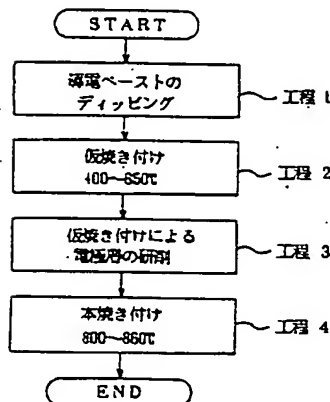 START
導電ペーストの
ディッピング
工程 1
仮焼き付け
400〜650℃
工程 2
仮焼き付けによる
電極層の研削
工程 3
本焼き付け
800〜860℃
工程 4
END